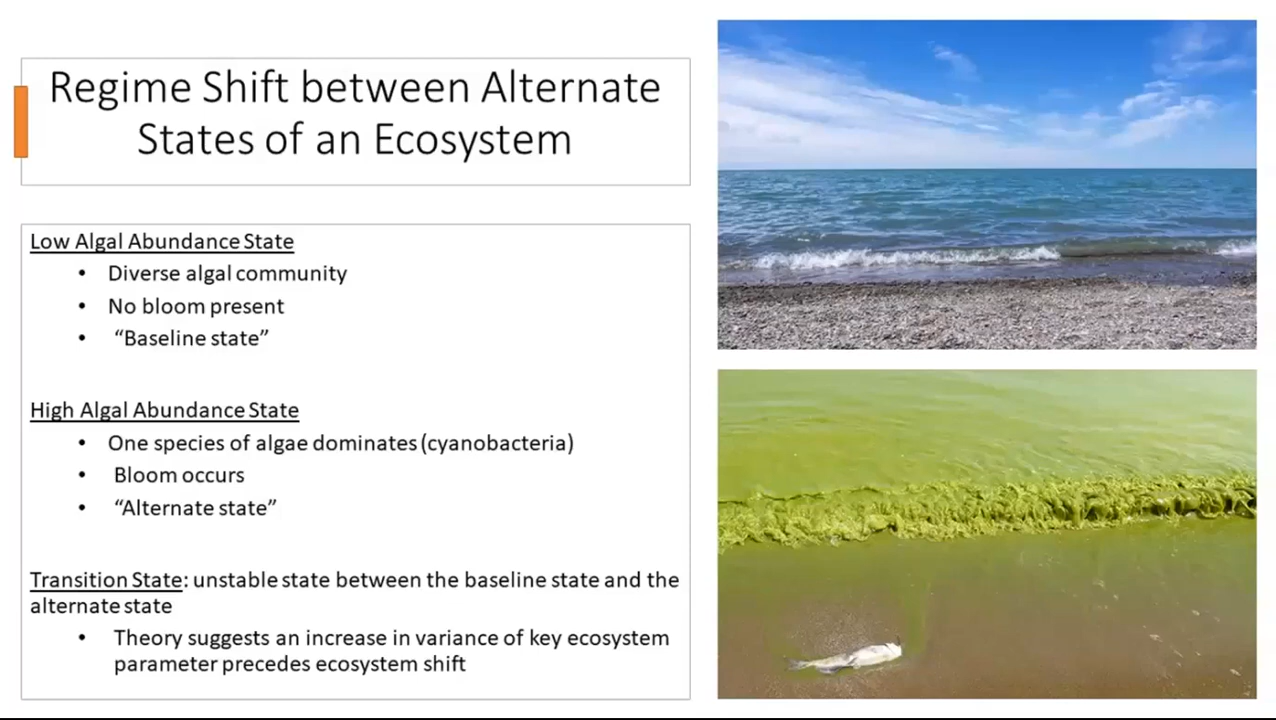 Regime Shift between Alternate
States of an Ecosystem
Low Algal Abundance State
• Diverse algal community
• No bloom present
• “Baseline state”
High Algal Abundance State
• One species of algae dominates (cyanobacteria)
• Bloom occurs
• “Alternate state”
Transition State: unstable state between the baseline state and the
alternate state
• Theory suggests an increase in variance of key ecosystem
parameter precedes ecosystem shift